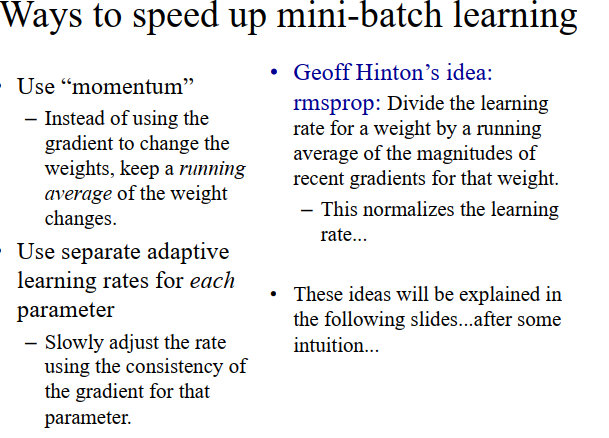 Ways to speed up mini-batch learning
• Use “momentum”
– Instead of using the
gradient to change the
weights, keep a running
average of the weight
changes.
• Use separate adaptive
learning rates for each
parameter
– Slowly adjust the rate
using the consistency of
the gradient for that
parameter.
• Geoff Hinton’s idea:
rmsprop: Divide the learning
rate for a weight by a running
average of the magnitudes of
recent gradients for that weight.
– This normalizes the learning
rate...
• These ideas will be explained in
the following slides...after some
intuition...